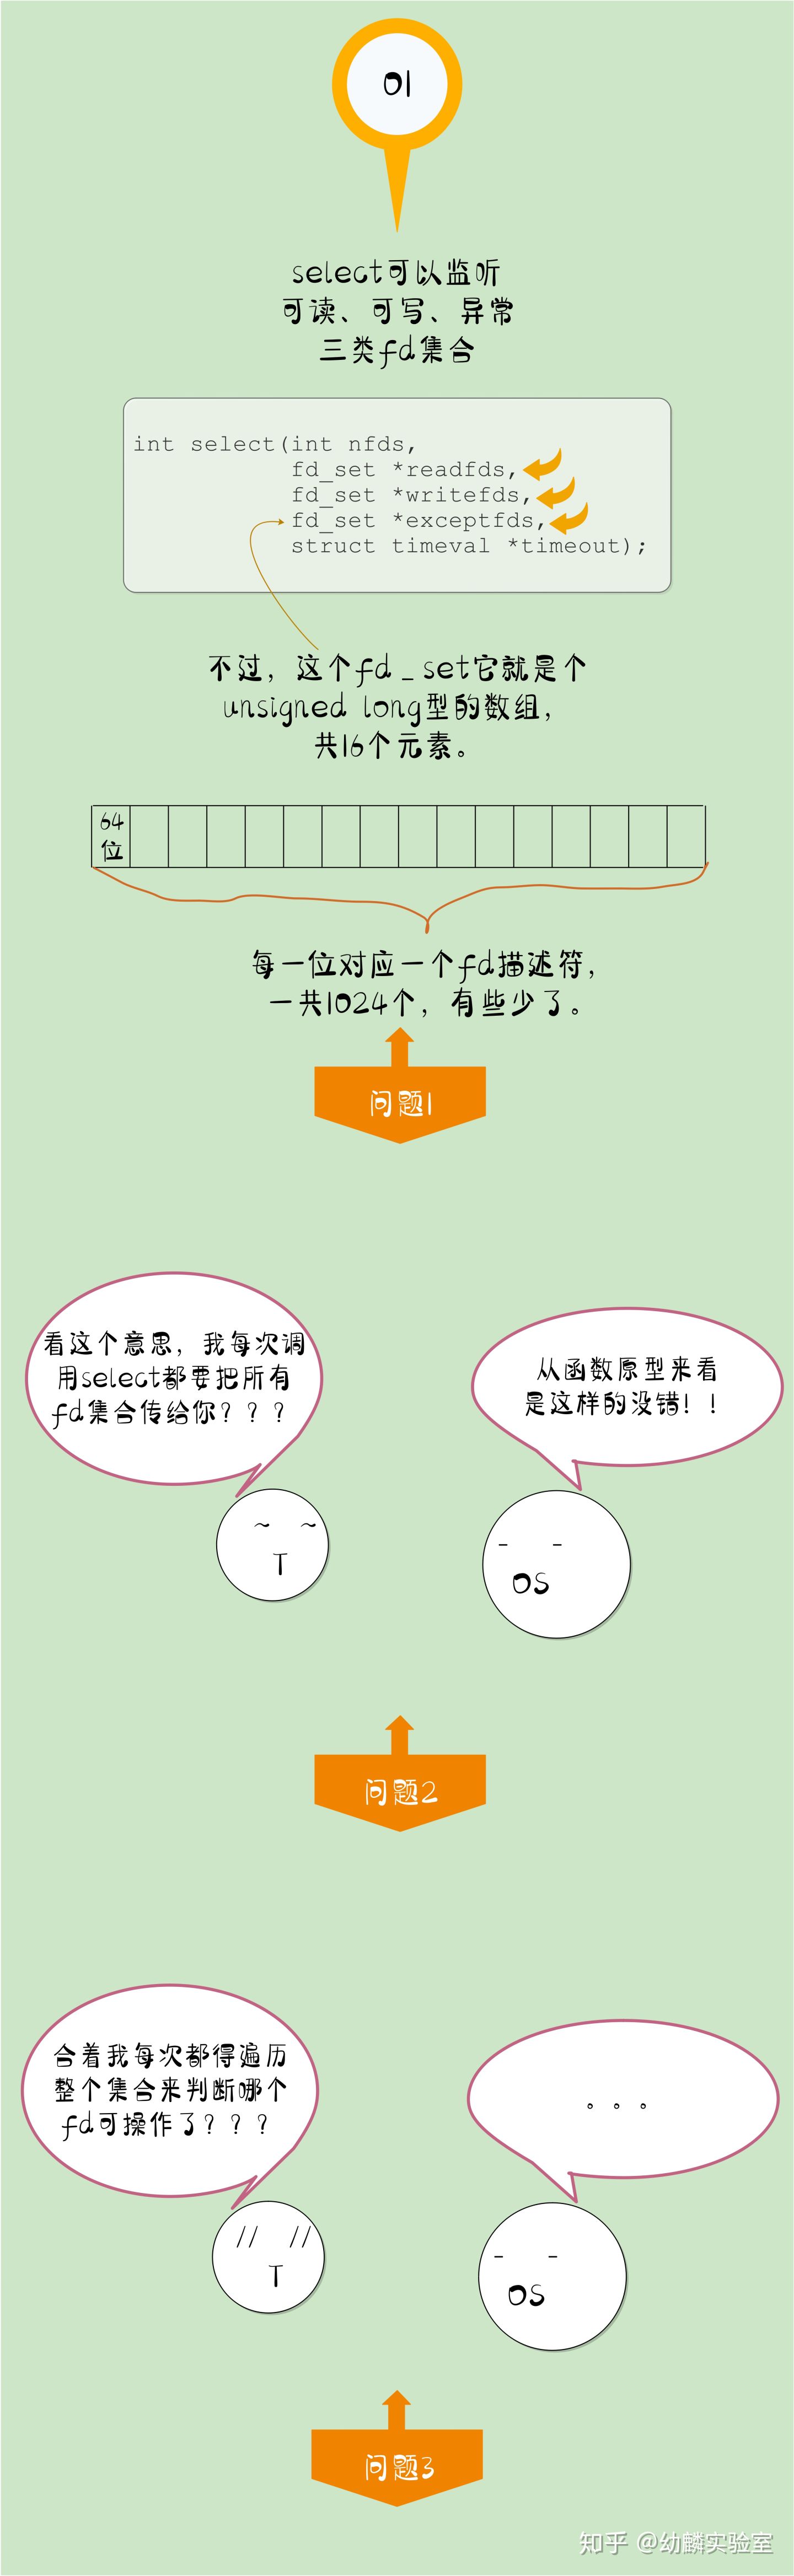 01
select可以监听
可读、可写、异常
三类fd集合
int select(int nfds,
fd_set *readfds,
fd_set *writefds,
fd_set *exceptfds,
struct timeval *timeout);
不过，这个fd_set它就是个
unsigned long型的数组，
共16个元素。
64
位
每一位对应一个fd描述符，
一共1024个，有些少了。
问题1
看这个意思，我每次调
用select都要把所有
fd集合传给你？？？
从函数原型来看
是这样的没错！！
~ ~
T
- -
OS
问题2
合着我每次都得遍历
整个集合来判断哪个
fd可操作了？？？
。。。
// //
T
- -
OS
问题3
知乎 @幼麟实验室